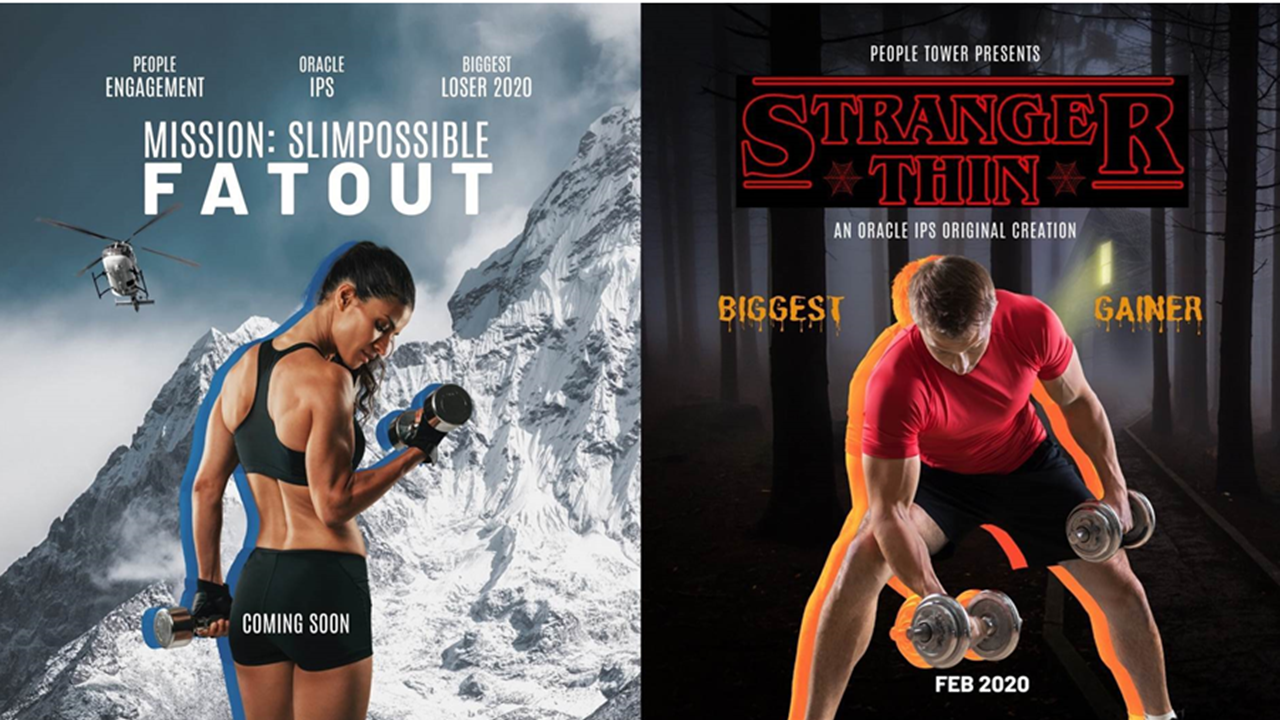 PEOPLE
ENGAGEMENT
ORACLE
IPS
BIGGEST
LOSER 2020
MISSION: SLIMPOSSIBLE
FATOUT
COMING SOON
PEOPLE TOWER PRESENTS
STRANGER
THIN
AN ORACLE IPS ORIGINAL CREATION
BIGGEST
GAINER
FEB 2020